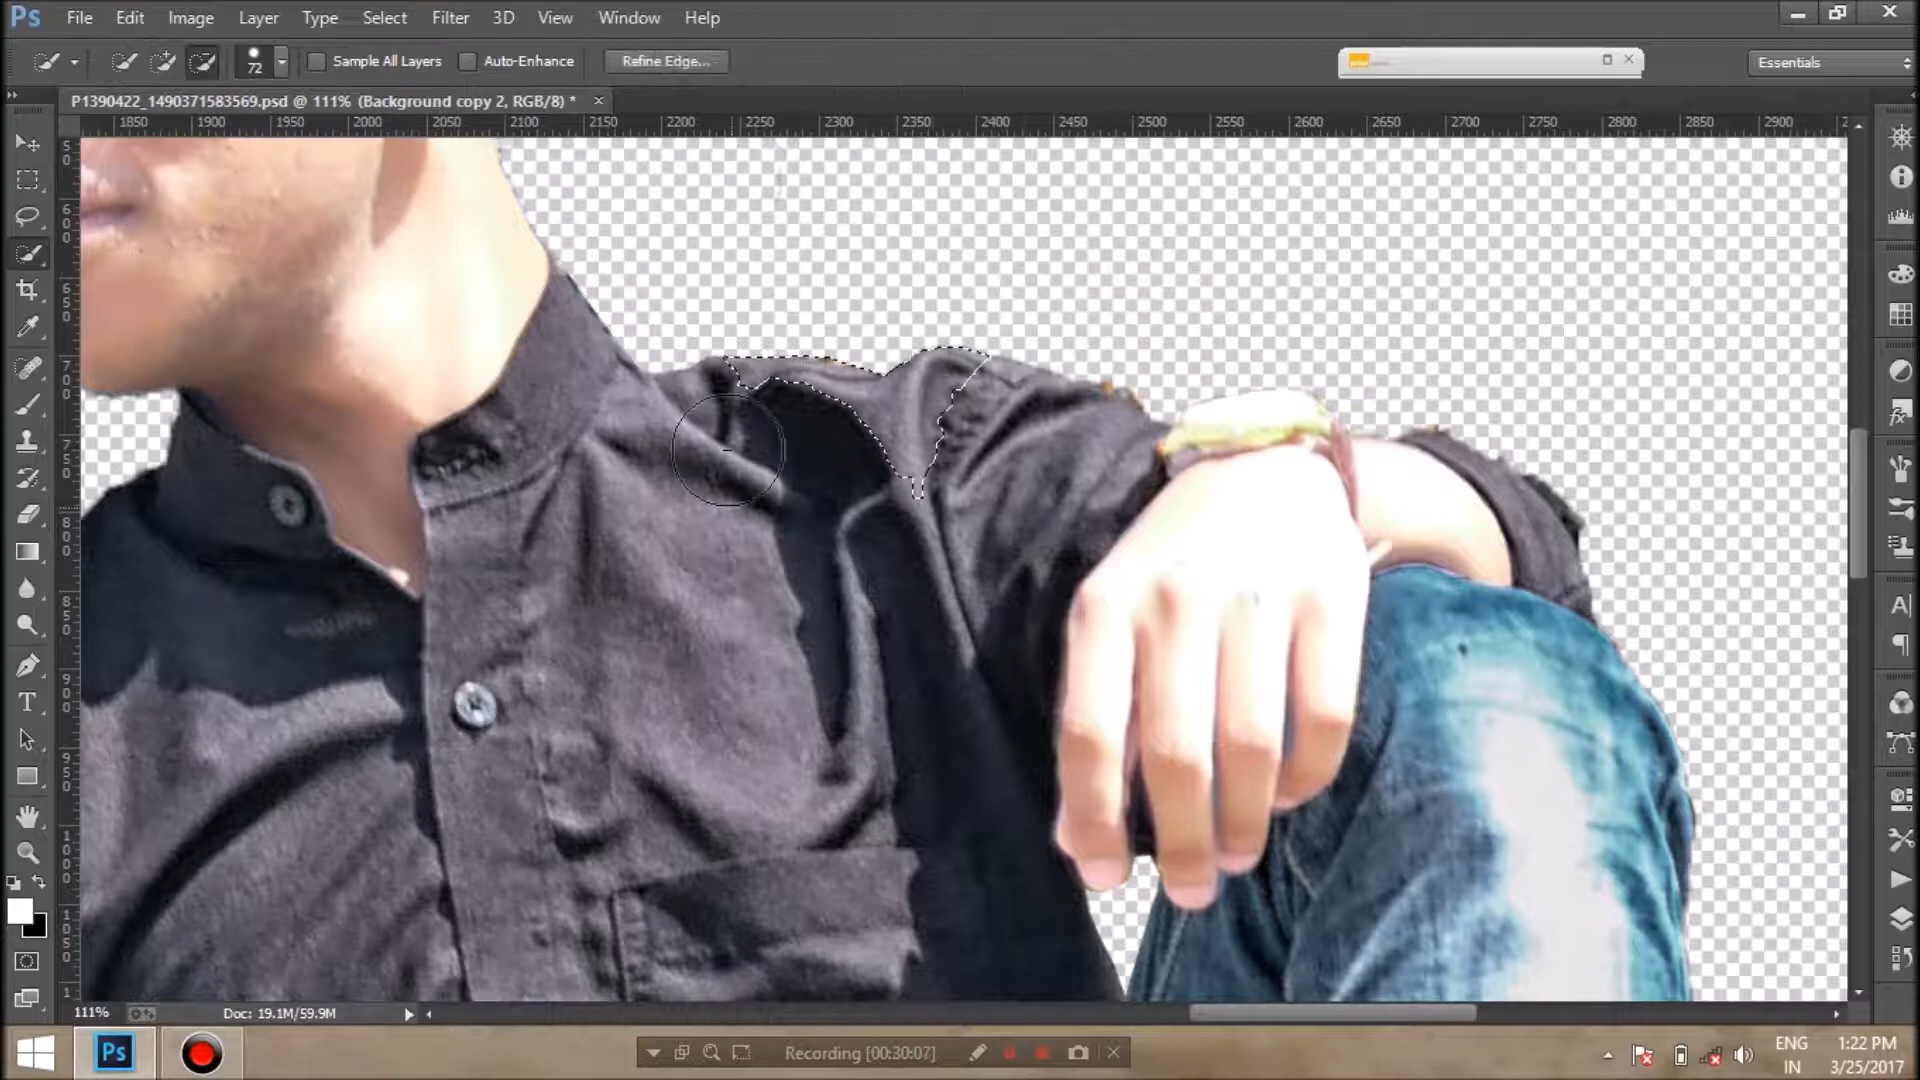 Ps File Edit Image Layer Type Select Filter 3D View Window Help
72 Sample All Layers Auto-Enhance Refine Edge... Essentials
P1390422_1490371583569.psd @ 111% (Background copy 2, RGB/8) * ×
1850 1900 1950 2000 2050 2100 2150 2200 2250 2300 2350 2400 2450 2500 2550 2600 2650 2700 2750 2800 2850 2900
111% Doc: 19.1M/59.9M
Ps Recording [00:30:07] ENG 1:22 PM
IN 3/25/2017